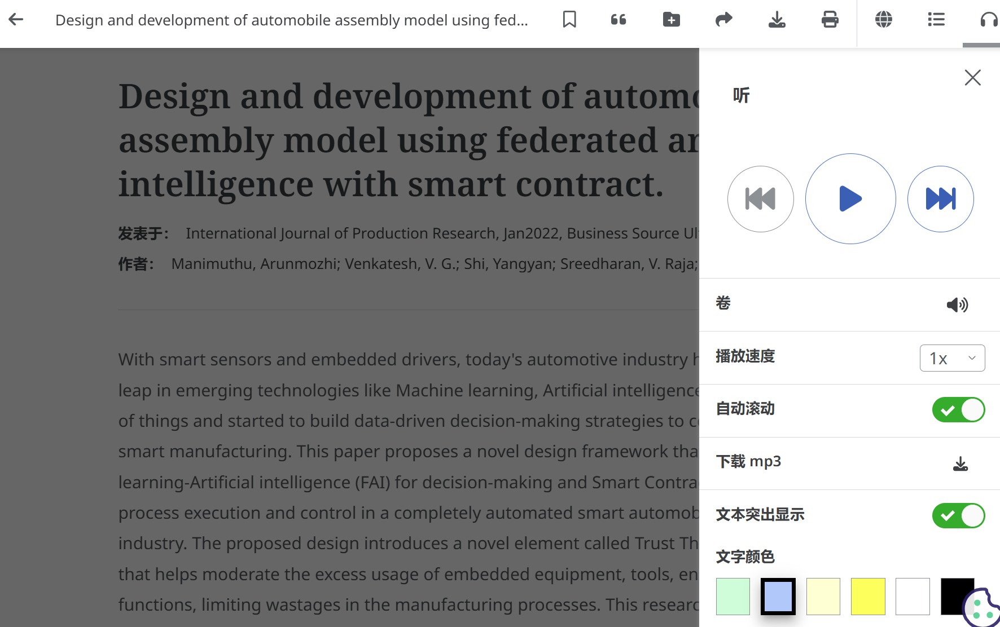 Design and development of automobile assembly model using fed...
Design and development of autom
assembly model using federated ar
intelligence with smart contract.
发表于： International Journal of Production Research, Jan2022, Business Source Ul
作者： Manimuthu, Arunmozhi; Venkatesh, V. G.; Shi, Yangyan; Sreedharan, V. Raja;
With smart sensors and embedded drivers, today's automotive industry h
leap in emerging technologies like Machine learning, Artificial intelligence
of things and started to build data-driven decision-making strategies to c
smart manufacturing. This paper proposes a novel design framework tha
learning-Artificial intelligence (FAI) for decision-making and Smart Contra
process execution and control in a completely automated smart automob
industry. The proposed design introduces a novel element called Trust Th
that helps moderate the excess usage of embedded equipment, tools, en
functions, limiting wastages in the manufacturing processes. This researc
听
卷
播放速度 1x
自动滚动
下载 mp3
文本突出显示
文字颜色